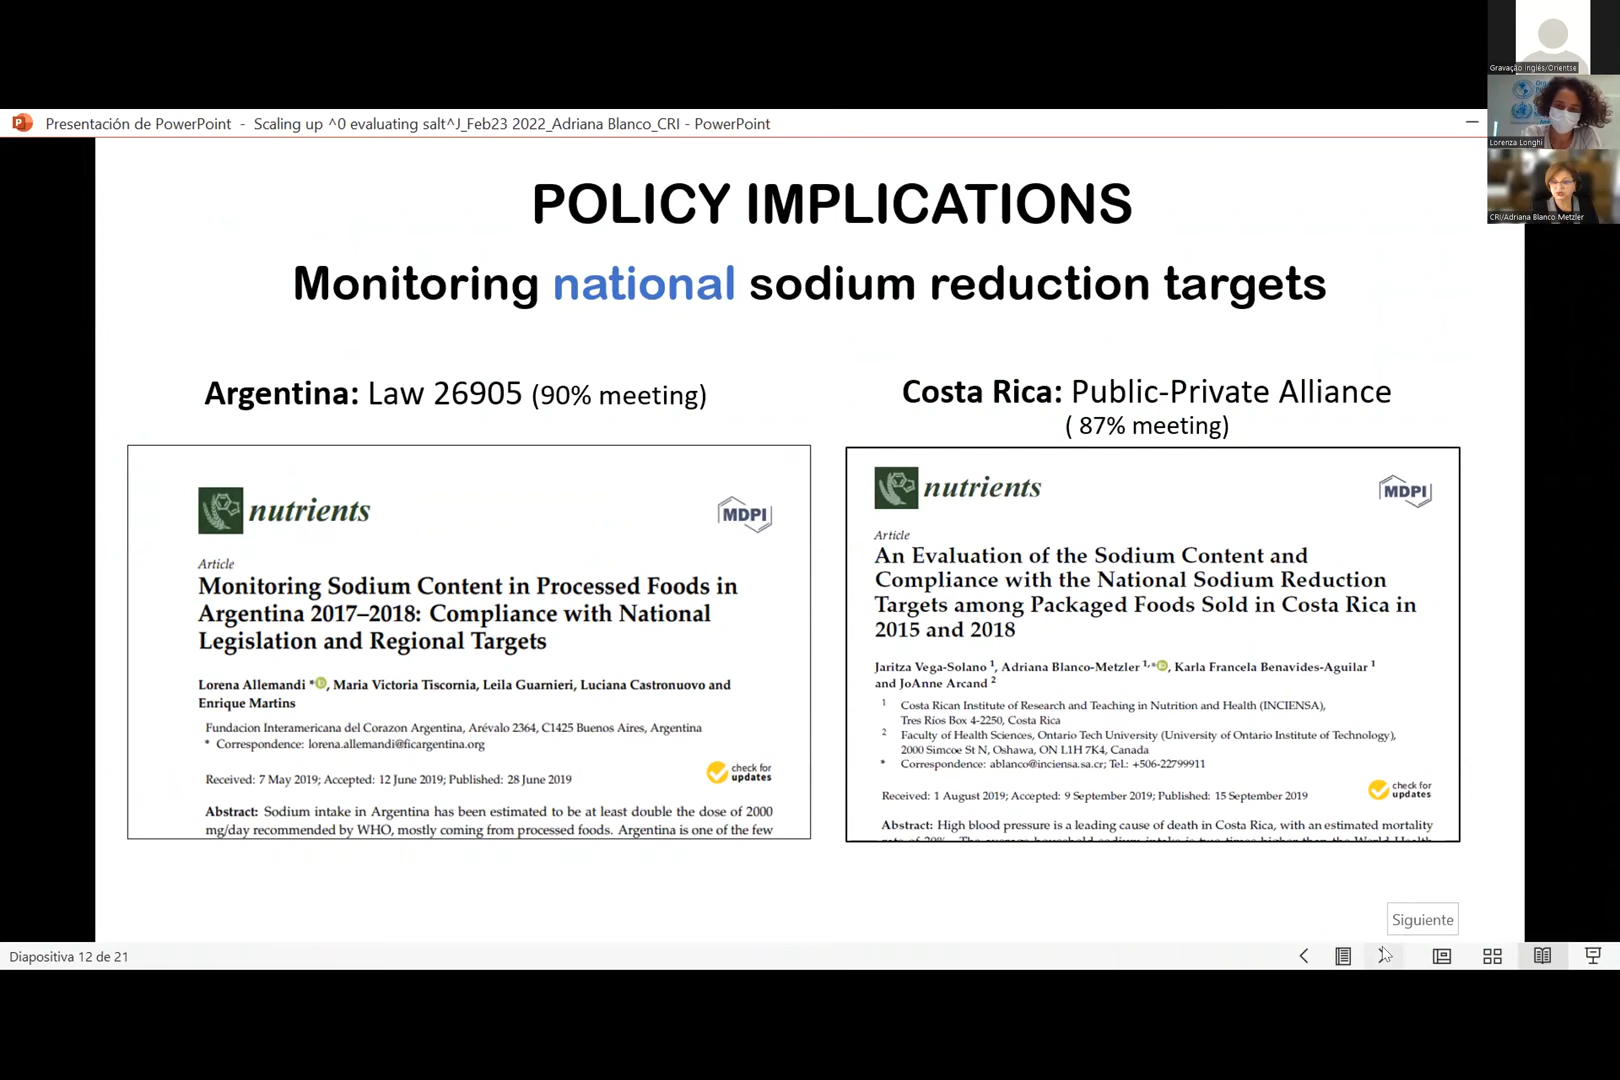 Gravação Inglés/Orientse
Lorenza Longhi
CRI/Adriana Blanco Metzler
Presentación de PowerPoint - Scaling up ^0 evaluating salt^J_Feb23 2022_Adriana Blanco_CRI - PowerPoint
POLICY IMPLICATIONS
Monitoring national sodium reduction targets
Argentina: Law 26905 (90% meeting)
nutrients
MDPI
Article
Monitoring Sodium Content in Processed Foods in
Argentina 2017–2018: Compliance with National
Legislation and Regional Targets
Lorena Allemandi *, Maria Victoria Tiscornia, Leila Guarnieri, Luciana Castronuovo and
Enrique Martins
Fundacion Interamericana del Corazon Argentina, Arévalo 2364, C1425 Buenos Aires, Argentina
* Correspondence: lorena.allemandi@ficargentina.org
Received: 7 May 2019; Accepted: 12 June 2019; Published: 28 June 2019
check for
updates
Abstract: Sodium intake in Argentina has been estimated to be at least double the dose of 2000
mg/day recommended by WHO, mostly coming from processed foods. Argentina is one of the few
Costa Rica: Public-Private Alliance
( 87% meeting)
nutrients
MDPI
Article
An Evaluation of the Sodium Content and
Compliance with the National Sodium Reduction
Targets among Packaged Foods Sold in Costa Rica in
2015 and 2018
Jaritza Vega-Solano 1, Adriana Blanco-Metzler 1,*, Karla Francela Benavides-Aguilar 1
and JoAnne Arcand 2
1 Costa Rican Institute of Research and Teaching in Nutrition and Health (INCIENSA),
Tres Ríos Box 4-2250, Costa Rica
2 Faculty of Health Sciences, Ontario Tech University (University of Ontario Institute of Technology),
2000 Simcoe St N, Oshawa, ON L1H 7K4, Canada
* Correspondence: ablanco@inciensa.sa.cr; Tel.: +506-22799911
Received: 1 August 2019; Accepted: 9 September 2019; Published: 15 September 2019
check for
updates
Abstract: High blood pressure is a leading cause of death in Costa Rica, with an estimated mortality
Siguiente
Diapositiva 12 de 21